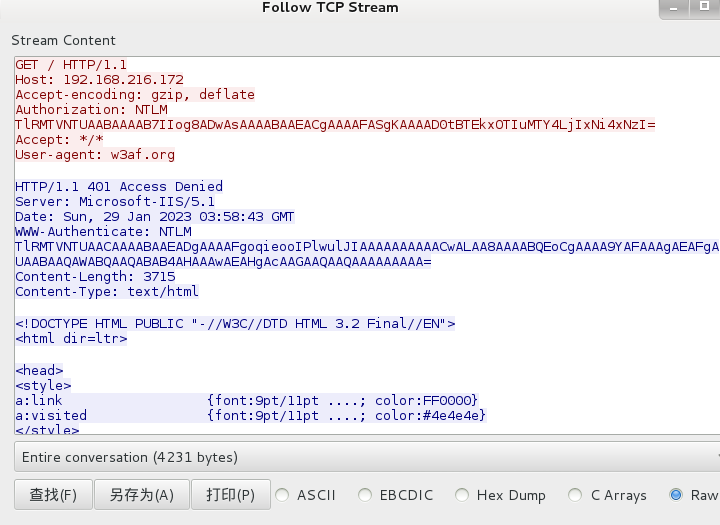 Follow TCP Stream
Stream Content
GET / HTTP/1.1
Host: 192.168.216.172
Accept-encoding: gzip, deflate
Authorization: NTLM
TlRMTVNTUAABAAAAB7IIog8ADwAsAAAABAAEACgAAAAFASgKAAAAD0tBTEkxOTIuMTY4LjIxNi4xNzI=
Accept: */*
User-agent: w3af.org
HTTP/1.1 401 Access Denied
Server: Microsoft-IIS/5.1
Date: Sun, 29 Jan 2023 03:58:43 GMT
WWW-Authenticate: NTLM
TlRMTVNTUAACAAAABAAEADgAAAAFgoqieooIPlwulJIAAAAAAAAAACwALAA8AAAABQEoCgAAAA9YAFAAAgAEAFgA
UAABAAQAWABQAAQABAB4AHAAAwAEAHgAcAAGAAQAAQAAAAAAAAA=
Content-Length: 3715
Content-Type: text/html
<!DOCTYPE HTML PUBLIC "-//W3C//DTD HTML 3.2 Final//EN">
<html dir=ltr>
<head>
<style>
a:link {font:9pt/11pt ....; color:FF0000}
a:visited {font:9pt/11pt ....; color:#4e4e4e}
</style>
Entire conversation (4231 bytes)
查找(F) 另存为(A) 打印(P) ASCII EBCDIC Hex Dump C Arrays Raw